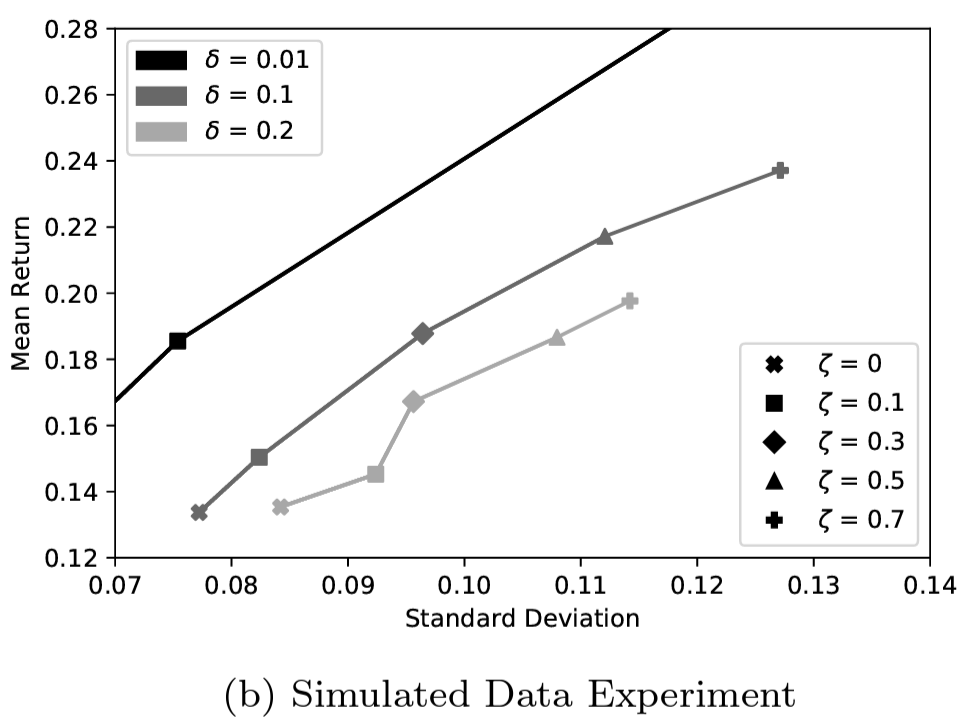 0.28
0.26
0.24
0.22
0.20
0.18
0.16
0.14
0.12
Mean Return
δ = 0.01
δ = 0.1
δ = 0.2
ζ = 0
ζ = 0.1
ζ = 0.3
ζ = 0.5
ζ = 0.7
0.07 0.08 0.09 0.10 0.11 0.12 0.13 0.14
Standard Deviation
(b) Simulated Data Experiment